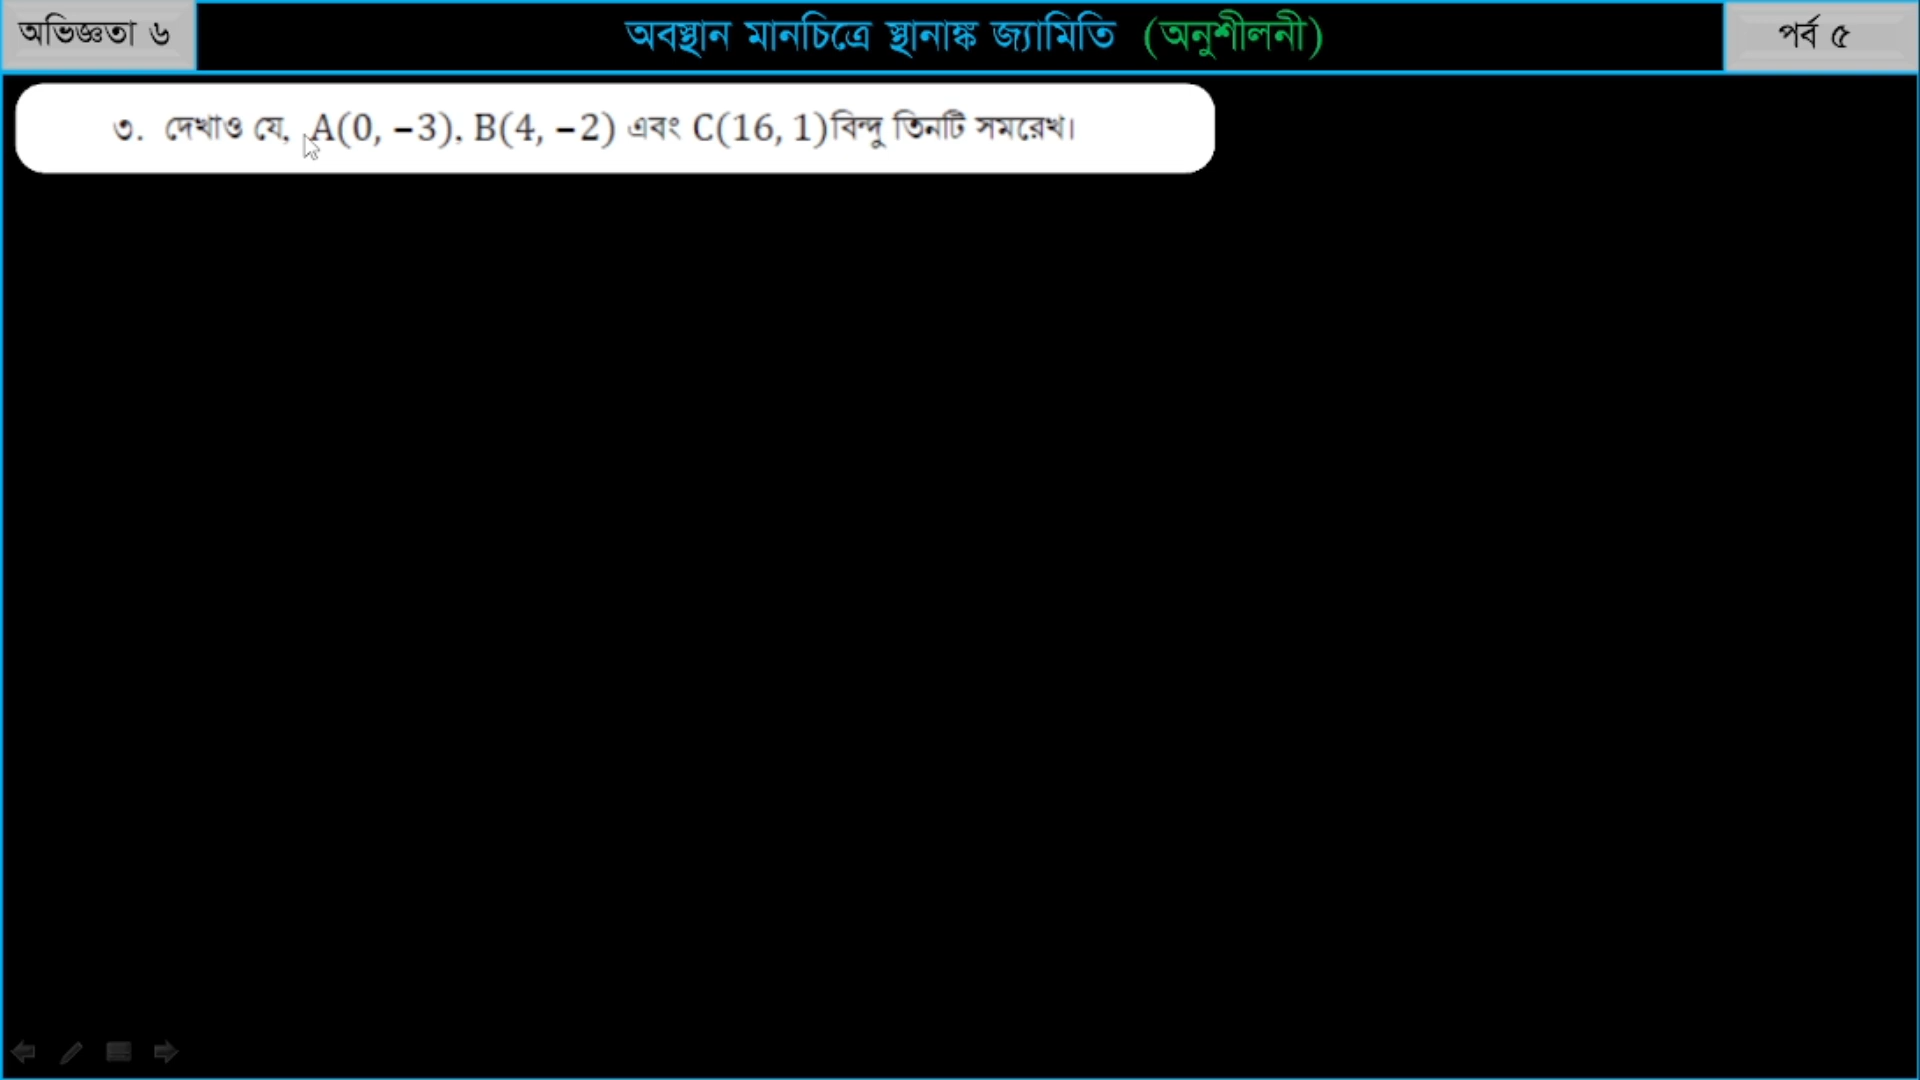 অভিজ্ঞতা ৬
অবস্থান মানচিত্রে স্থানাঙ্ক জ্যামিতি (অনুশীলনী)
পর্ব ৫
৩. দেখাও যে, A(0, −3), B(4, −2) এবং C(16, 1)বিন্দু তিনটি সমরেখ।